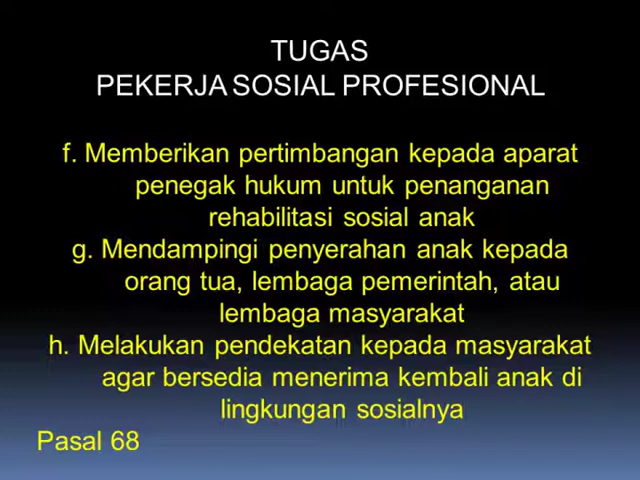 TUGAS
PEKERJA SOSIAL PROFESIONAL
f. Memberikan pertimbangan kepada aparat
penegak hukum untuk penanganan
rehabilitasi sosial anak
g. Mendampingi penyerahan anak kepada
orang tua, lembaga pemerintah, atau
lembaga masyarakat
h. Melakukan pendekatan kepada masyarakat
agar bersedia menerima kembali anak di
lingkungan sosialnya
Pasal 68